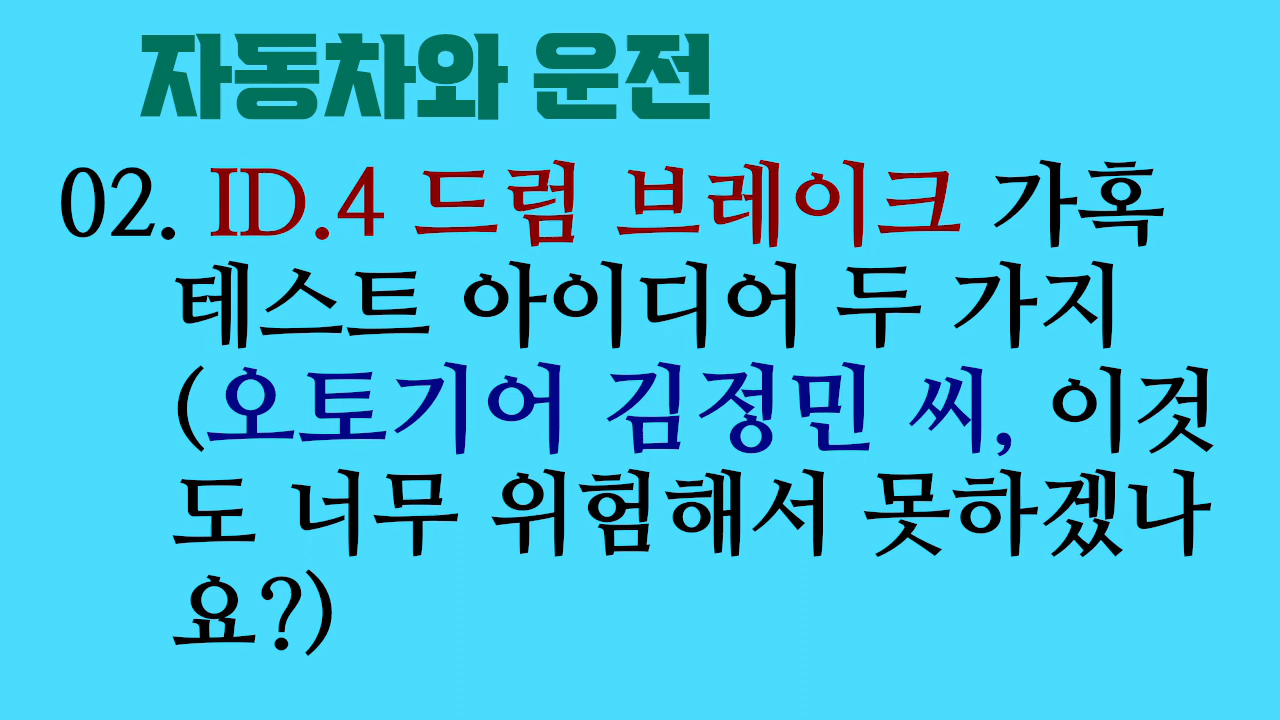 자동차와 운전
02. ID.4 드럼 브레이크 가혹
테스트 아이디어 두 가지
(오토기어 김정민 씨, 이것
도 너무 위험해서 못하겠나
요?)